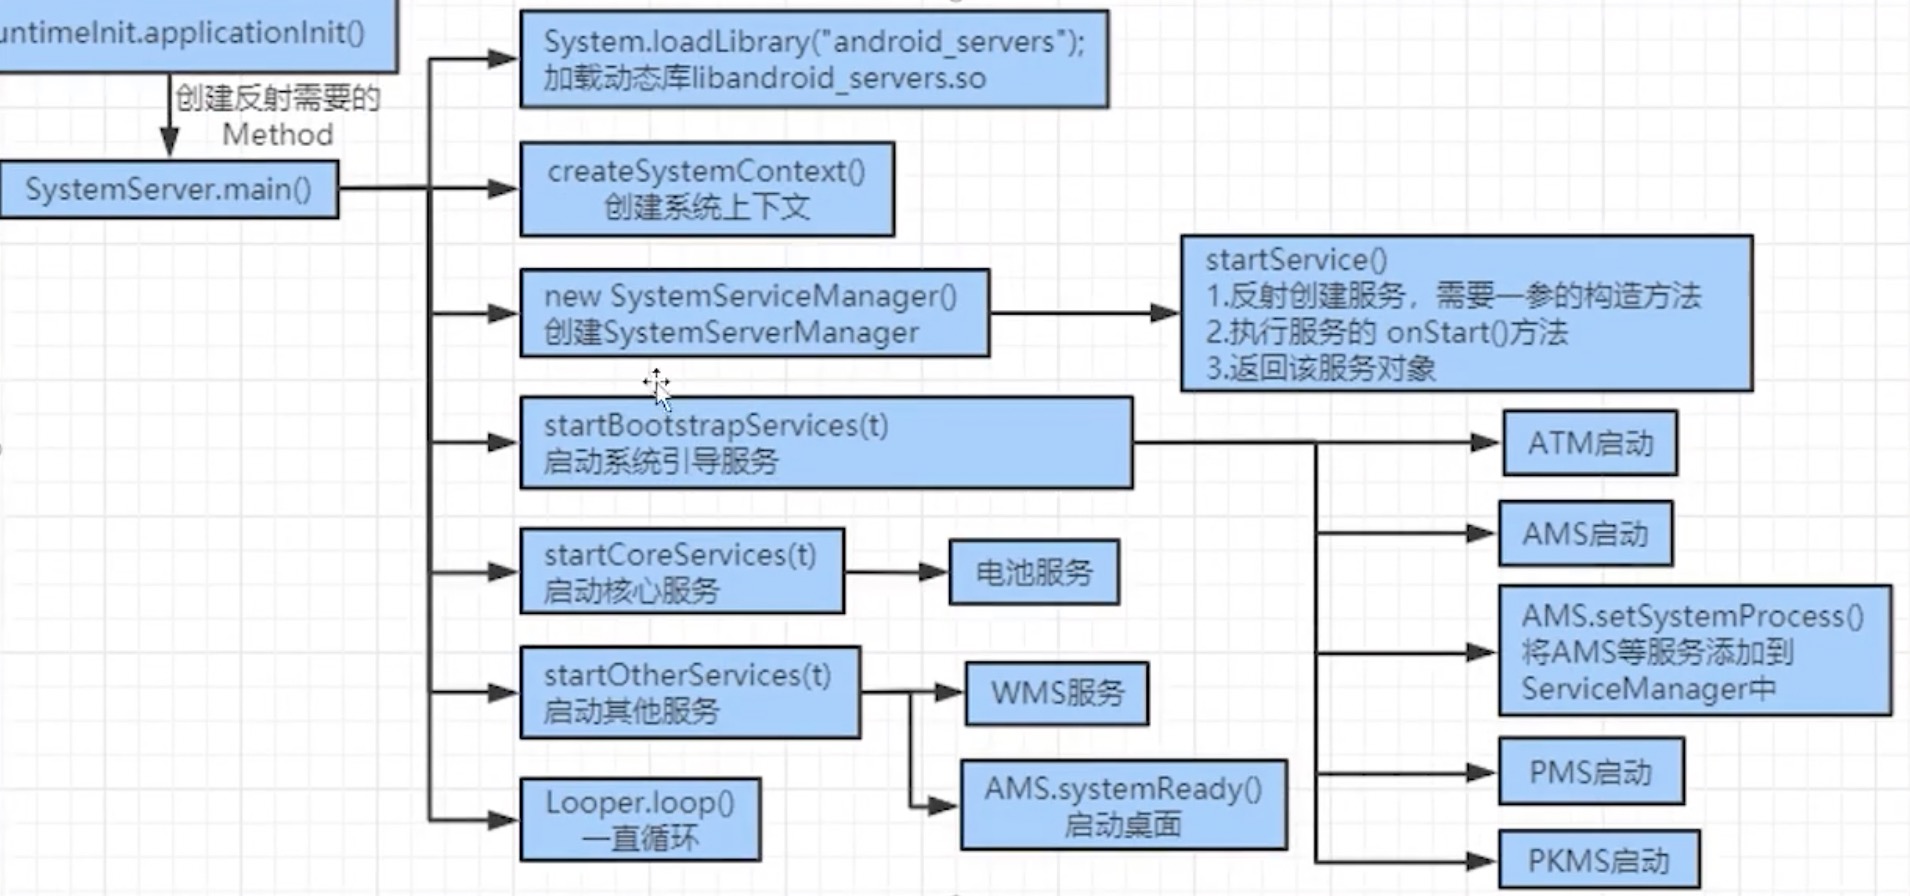 untimeInit.applicationInit()
创建反射需要的
Method
SystemServer.main()
System.loadLibrary("android_servers");
加载动态库libandroid_servers.so
createSystemContext()
创建系统上下文
new SystemServiceManager()
创建SystemServerManager
startService()
1.反射创建服务，需要一参的构造方法
2.执行服务的 onStart()方法
3.返回该服务对象
startBootstrapServices(t)
启动系统引导服务
ATM启动
AMS启动
AMS.setSystemProcess()
将AMS等服务添加到
ServiceManager中
PMS启动
PKMS启动
startCoreServices(t)
启动核心服务
电池服务
startOtherServices(t)
启动其他服务
WMS服务
AMS.systemReady()
启动桌面
Looper.loop()
一直循环